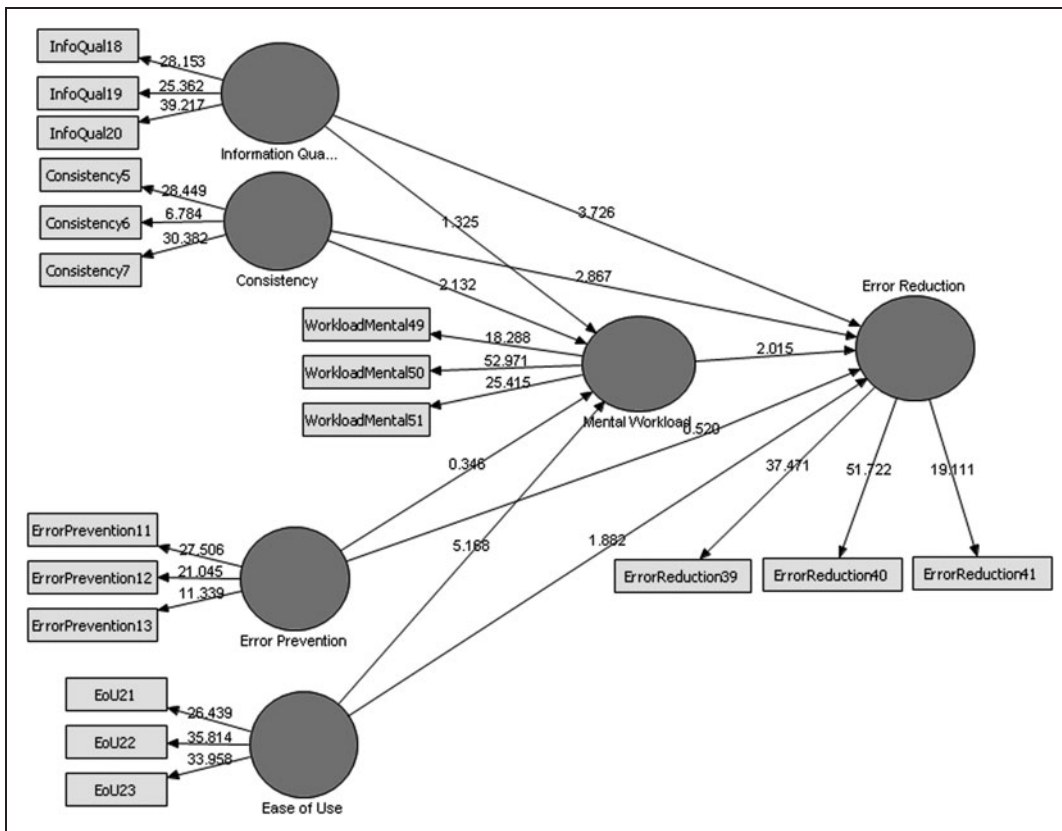 InfoQual18
28.153
InfoQual19
25.362
39.217
InfoQual20
Information Qua...
Consistency5
28.449
Consistency6
6.784
30.382
Consistency7
Consistency
1.325
3.726
2.132
2.867
Error Reduction
WorkloadMental49
18.288
WorkloadMental50
52.971
25.415
WorkloadMental51
Mental Workload
2.015
0.346
0.520
37.471
51.722
19.111
5.168
1.882
ErrorReduction39
ErrorReduction40
ErrorReduction41
ErrorPrevention11
27.506
ErrorPrevention12
21.045
11.339
ErrorPrevention13
Error Prevention
EoU21
26.439
EoU22
35.814
33.958
EoU23
Ease of Use